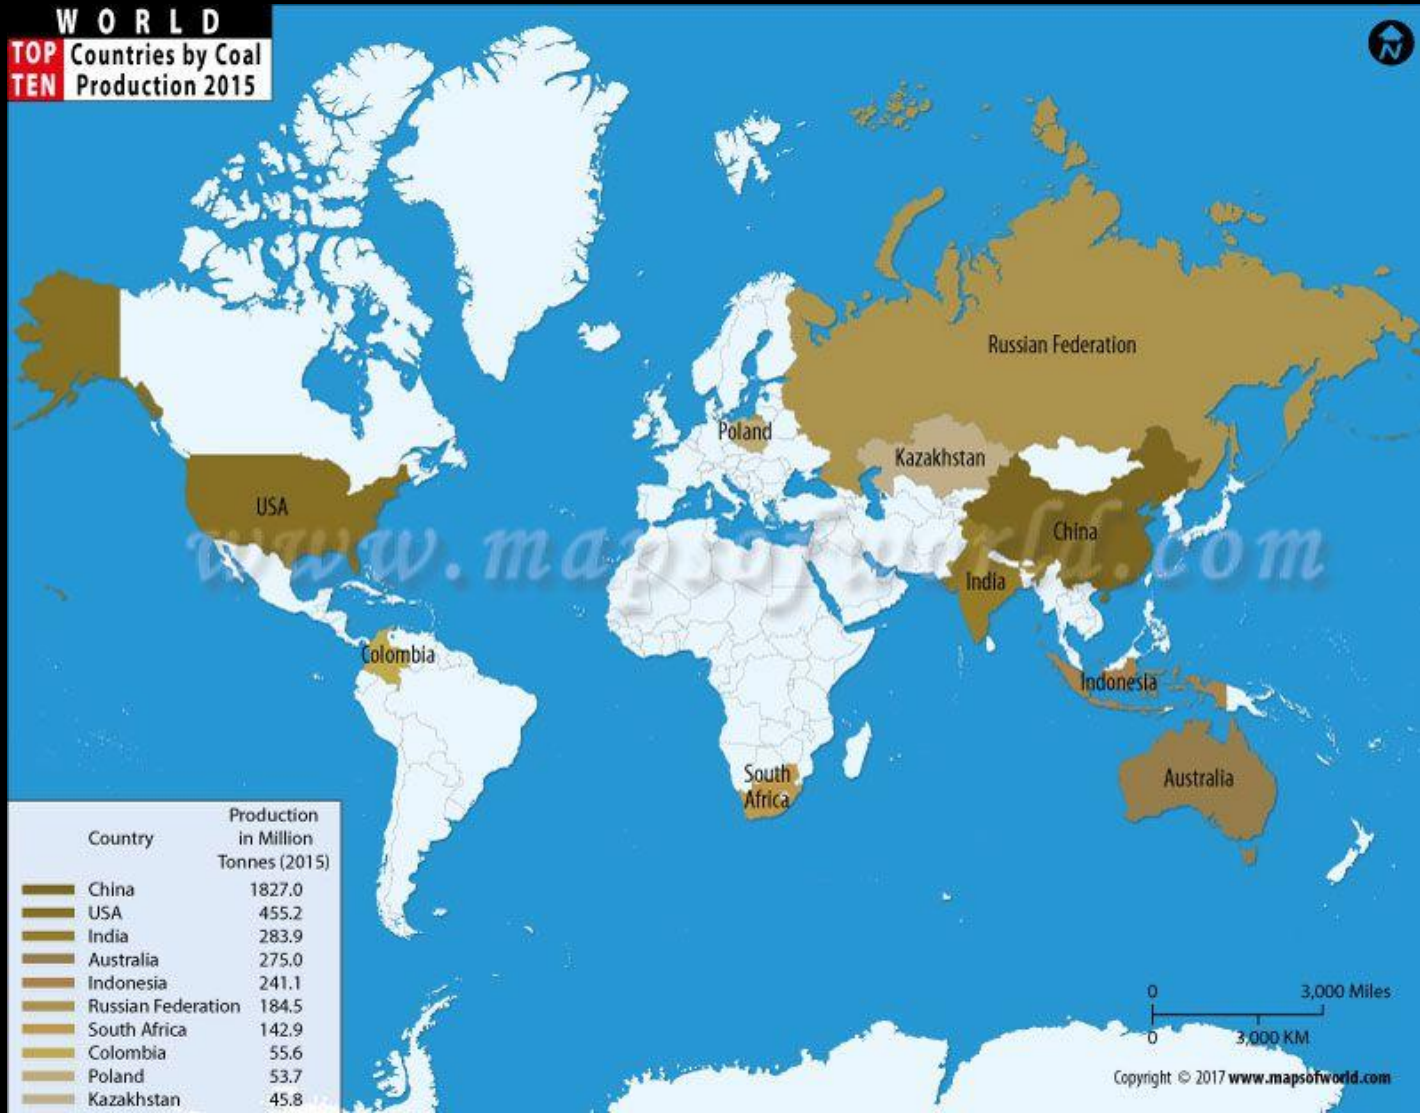 WORLD
TOP TEN
Countries by Coal
Production 2015
N
Russian Federation
Poland
Kazakhstan
USA
China
www.mapsofworld.com
India
Colombia
Indonesia
South
Africa
Australia
Country Production in Million Tonnes (2015)
China 1827.0
USA 455.2
India 283.9
Australia 275.0
Indonesia 241.1
Russian Federation 184.5
South Africa 142.9
Colombia 55.6
Poland 53.7
Kazakhstan 45.8
0 3,000 Miles
0 3,000 KM
Copyright © 2017 www.mapsofworld.com